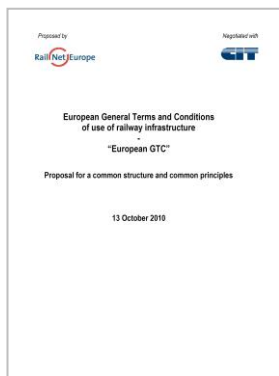 Proposed by
Negotiated with
RailNetEurope
CIT
European General Terms and Conditions
of use of railway infrastructure
-
“European GTC”
Proposal for a common structure and common principles
13 October 2010